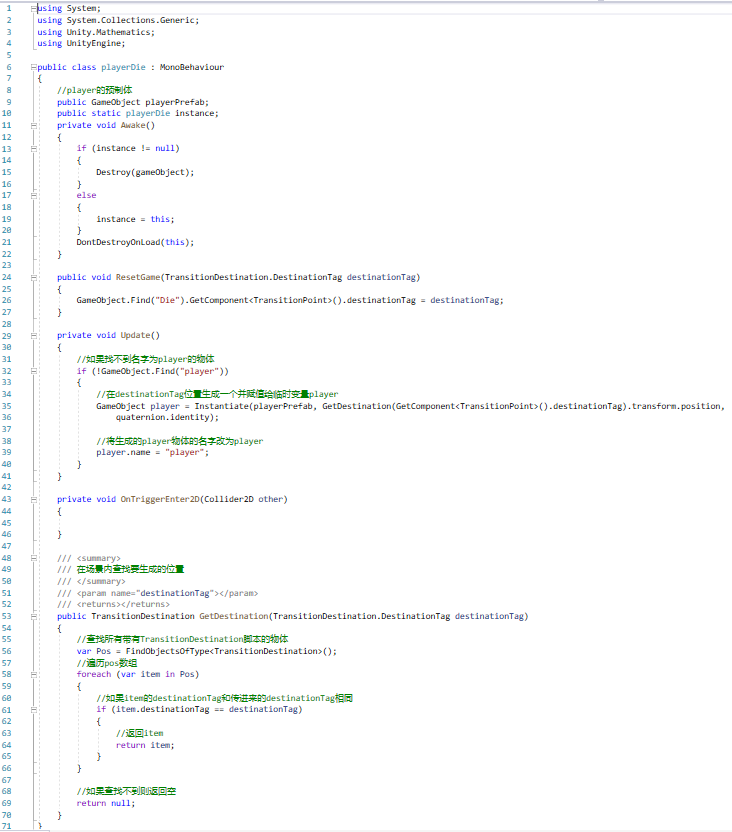 1 using System;
2 using System.Collections.Generic;
3 using Unity.Mathematics;
4 using UnityEngine;
5
6 public class playerDie : MonoBehaviour
7 {
8 //player的预制体
9 public GameObject playerPrefab;
10 public static playerDie instance;
11 private void Awake()
12 {
13 if (instance != null)
14 {
15 Destroy(gameObject);
16 }
17 else
18 {
19 instance = this;
20 }
21 DontDestroyOnLoad(this);
22 }
23
24 public void ResetGame(TransitionDestination.DestinationTag destinationTag)
25 {
26 GameObject.Find("Die").GetComponent<TransitionPoint>().destinationTag = destinationTag;
27 }
28
29 private void Update()
30 {
31 //如果找不到名字为player的物体
32 if (!GameObject.Find("player"))
33 {
34 //在destinationTag位置生成一个并赋值给临时变量player
35 GameObject player = Instantiate(playerPrefab, GetDestination(GetComponent<TransitionPoint>().destinationTag).transform.position,
36 quaternion.identity);
37
38 //将生成的player物体的名字改为player
39 player.name = "player";
40 }
41 }
42
43 private void OnTriggerEnter2D(Collider2D other)
44 {
45
46 }
47
48 /// <summary>
49 /// 在场景内查找要生成的位置
50 /// </summary>
51 /// <param name="destinationTag"></param>
52 /// <returns></returns>
53 public TransitionDestination GetDestination(TransitionDestination.DestinationTag destinationTag)
54 {
55 //查找所有带有TransitionDestination脚本的物体
56 var Pos = FindObjectsOfType<TransitionDestination>();
57 //遍历pos数组
58 foreach (var item in Pos)
59 {
60 //如果item的destinationTag和传进来的destinationTag相同
61 if (item.destinationTag == destinationTag)
62 {
63 //返回item
64 return item;
65 }
66 }
67
68 //如果查找不到则返回空
69 return null;
70 }
71 }